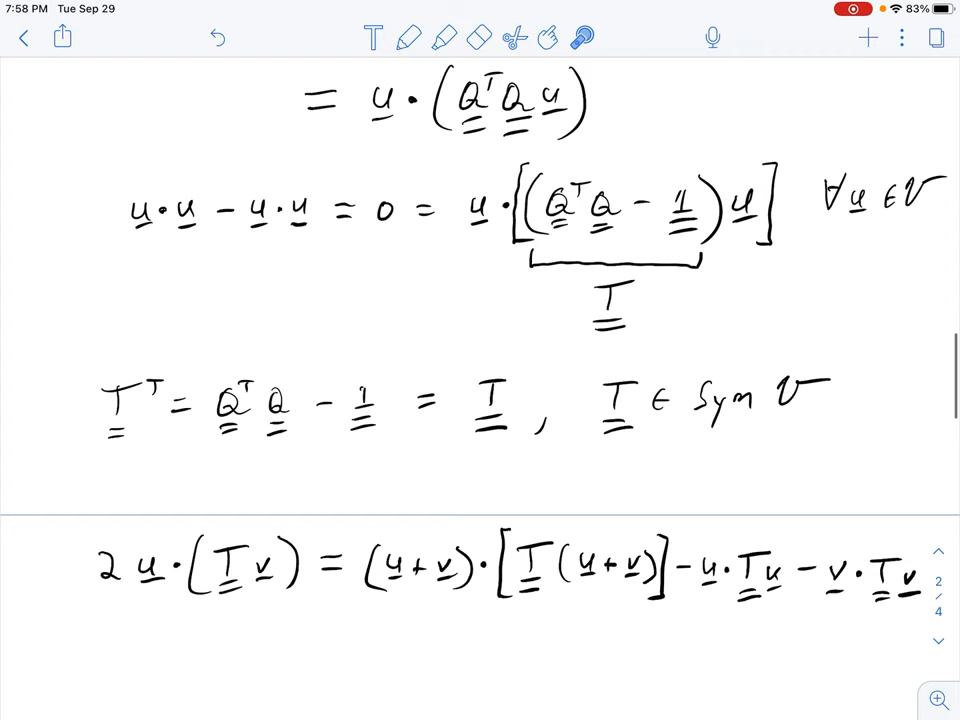 7:58 PM Tue Sep 29 83%
= u · (QᵀQ u)
u · u − u · u = 0 = u · [(QᵀQ − 1) u] ∀ u ∈ 𝒱
T
Tᵀ = QᵀQ − 1 = T , T ∈ Sym 𝒱
2 u · (T v) = (u + v) · [T (u + v)] − u · T u − v · T v
2
/
4